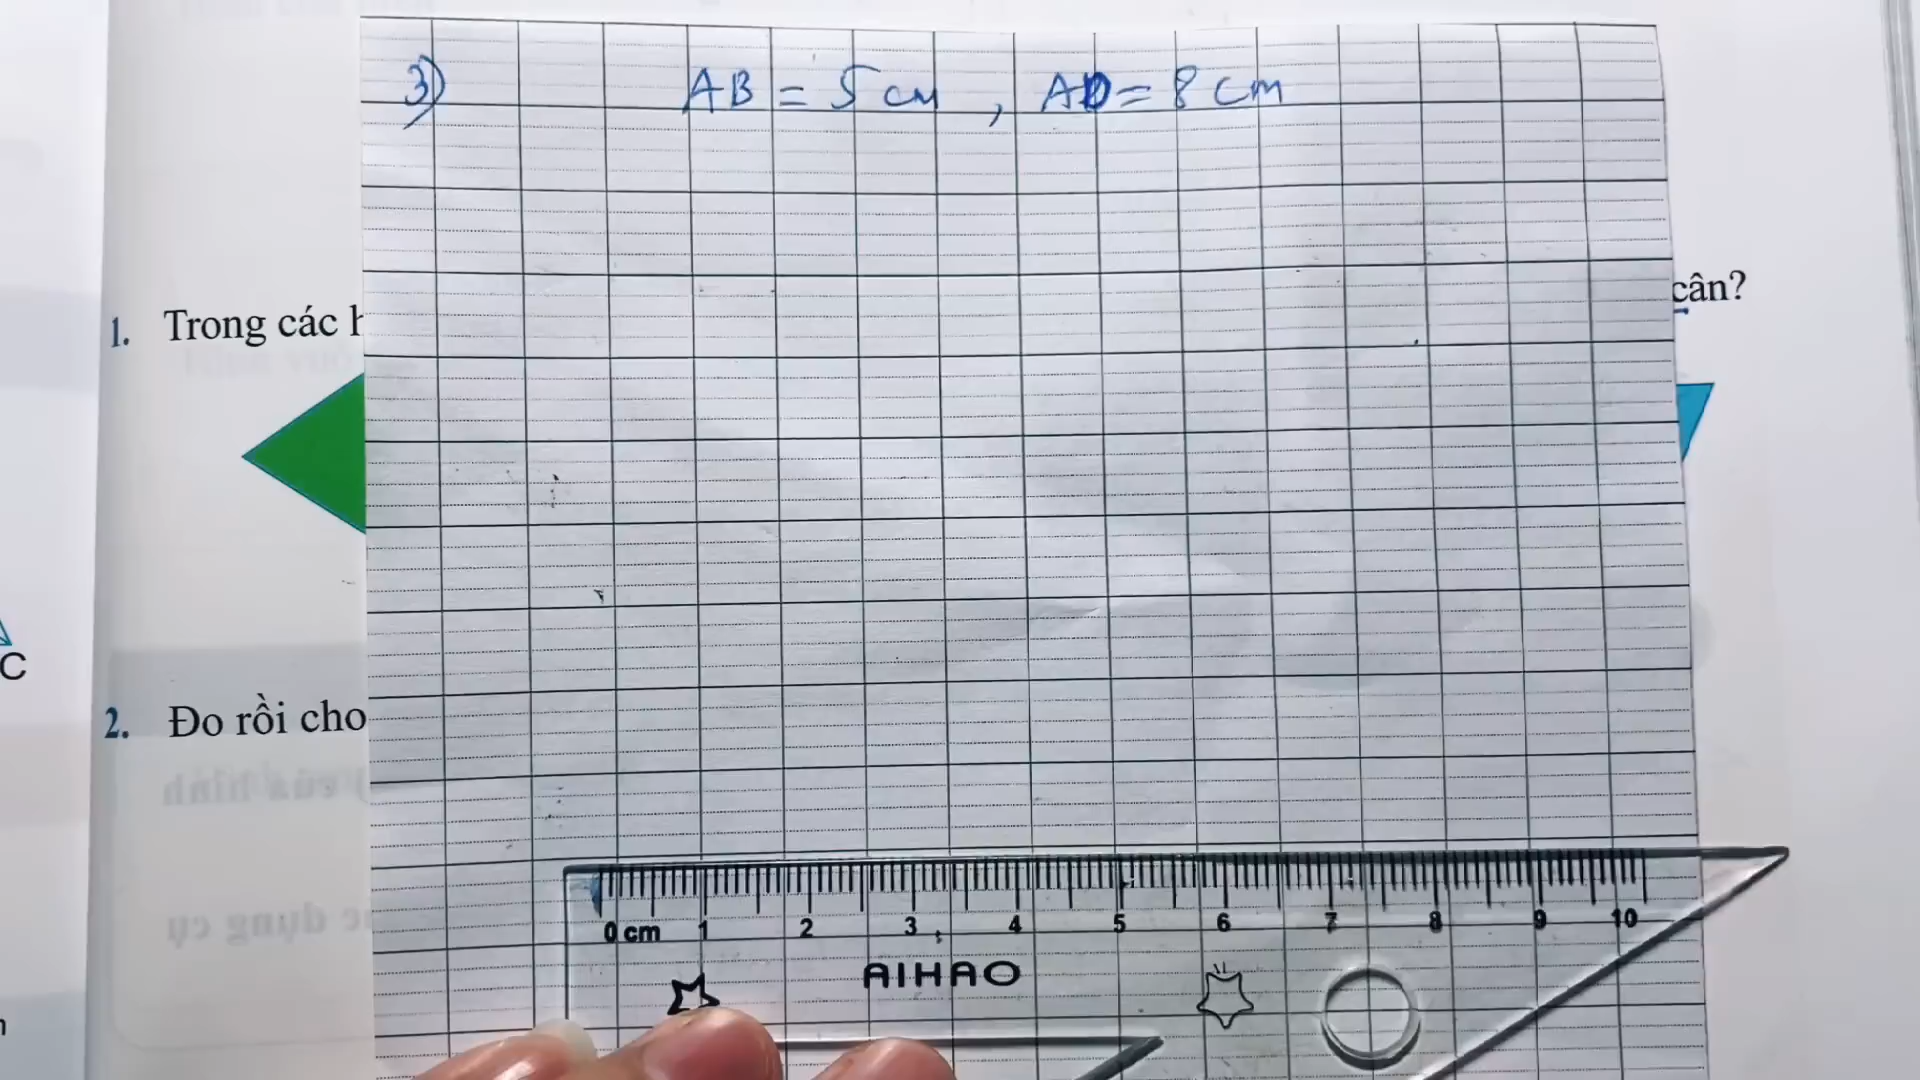 3) AB = 5 cm , AD = 8 cm
1. Trong các h
cân?
C
2. Đo rồi cho
0 cm 1 2 3 4 5 6 7 8 9 10
AIHAO